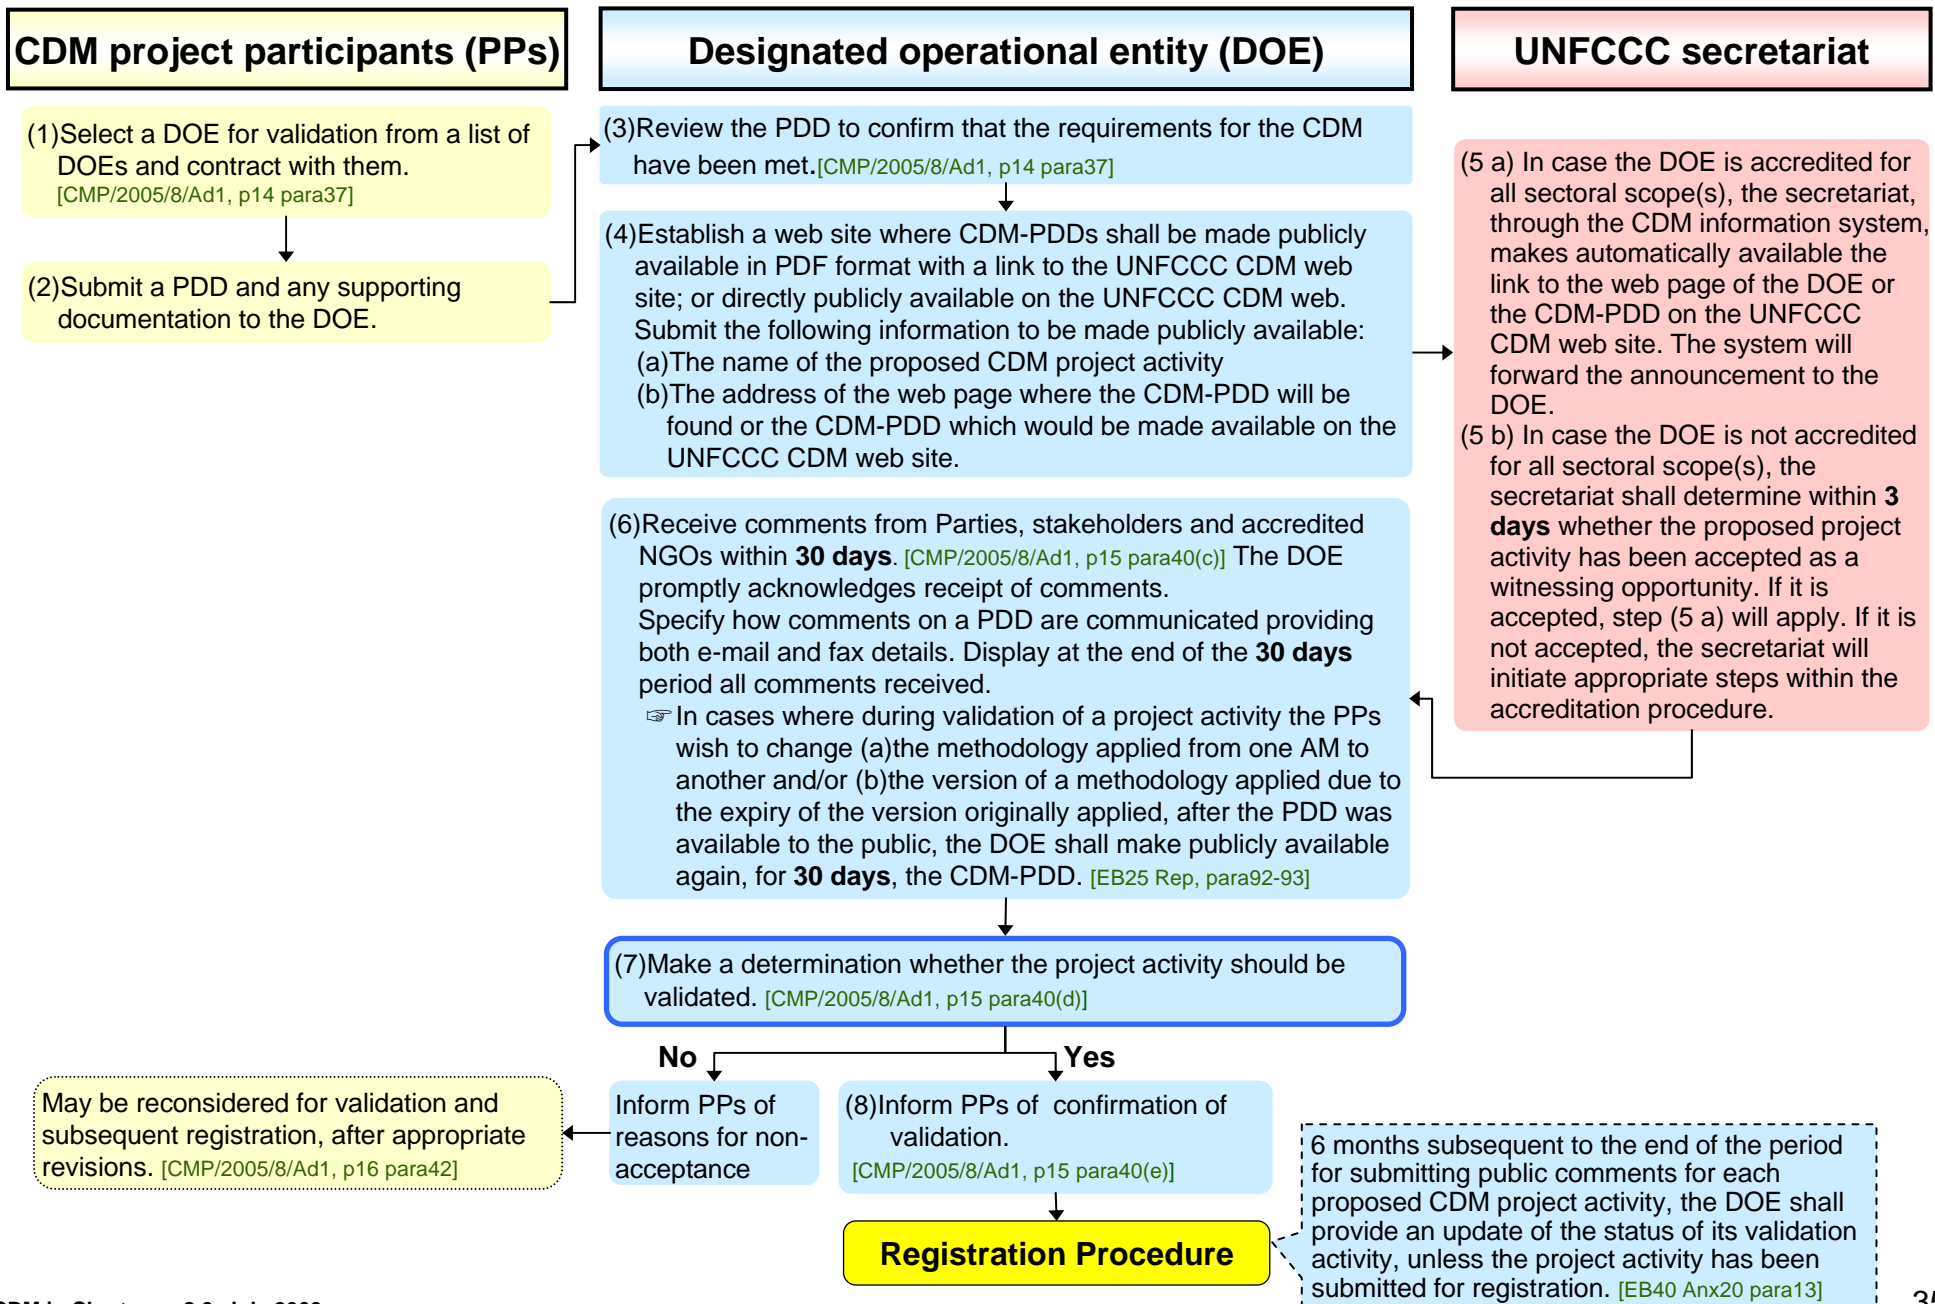 CDM project participants (PPs)
Designated operational entity (DOE)
UNFCCC secretariat
(1)Select a DOE for validation from a list of
DOEs and contract with them.
[CMP/2005/8/Ad1, p14 para37]
(2)Submit a PDD and any supporting
documentation to the DOE.
(3)Review the PDD to confirm that the requirements for the CDM
have been met.[CMP/2005/8/Ad1, p14 para37]
(4)Establish a web site where CDM-PDDs shall be made publicly
available in PDF format with a link to the UNFCCC CDM web
site; or directly publicly available on the UNFCCC CDM web.
Submit the following information to be made publicly available:
(a)The name of the proposed CDM project activity
(b)The address of the web page where the CDM-PDD will be
found or the CDM-PDD which would be made available on the
UNFCCC CDM web site.
(5 a) In case the DOE is accredited for
all sectoral scope(s), the secretariat,
through the CDM information system,
makes automatically available the
link to the web page of the DOE or
the CDM-PDD on the UNFCCC
CDM web site. The system will
forward the announcement to the
DOE.
(5 b) In case the DOE is not accredited
for all sectoral scope(s), the
secretariat shall determine within 3
days whether the proposed project
activity has been accepted as a
witnessing opportunity. If it is
accepted, step (5 a) will apply. If it is
not accepted, the secretariat will
initiate appropriate steps within the
accreditation procedure.
(6)Receive comments from Parties, stakeholders and accredited
NGOs within 30 days. [CMP/2005/8/Ad1, p15 para40(c)] The DOE
promptly acknowledges receipt of comments.
Specify how comments on a PDD are communicated providing
both e-mail and fax details. Display at the end of the 30 days
period all comments received.
☞In cases where during validation of a project activity the PPs
wish to change (a)the methodology applied from one AM to
another and/or (b)the version of a methodology applied due to
the expiry of the version originally applied, after the PDD was
available to the public, the DOE shall make publicly available
again, for 30 days, the CDM-PDD. [EB25 Rep, para92-93]
(7)Make a determination whether the project activity should be
validated. [CMP/2005/8/Ad1, p15 para40(d)]
No
Yes
May be reconsidered for validation and
subsequent registration, after appropriate
revisions. [CMP/2005/8/Ad1, p16 para42]
Inform PPs of
reasons for non-
acceptance
(8)Inform PPs of confirmation of
validation.
[CMP/2005/8/Ad1, p15 para40(e)]
Registration Procedure
6 months subsequent to the end of the period
for submitting public comments for each
proposed CDM project activity, the DOE shall
provide an update of the status of its validation
activity, unless the project activity has been
submitted for registration. [EB40 Anx20 para13]